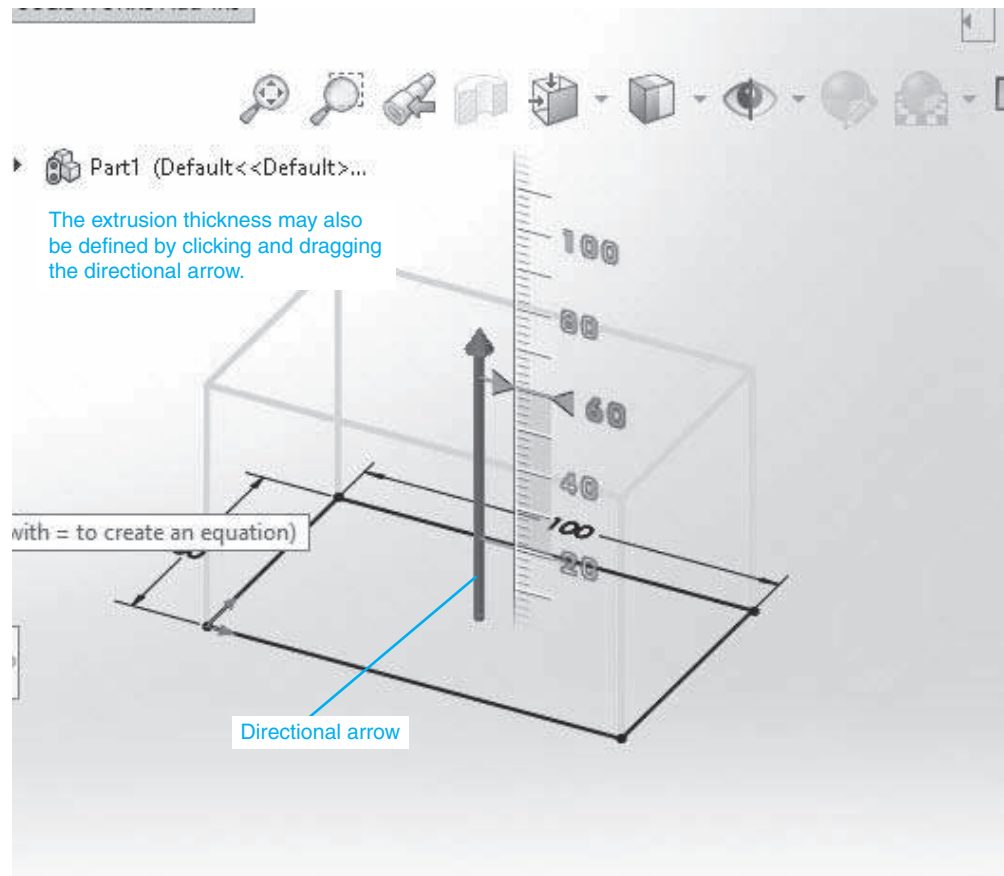 Part1 (Default<<Default>...
The extrusion thickness may also
be defined by clicking and dragging
the directional arrow.
100
80
60
40
100
with = to create an equation)
20
Directional arrow